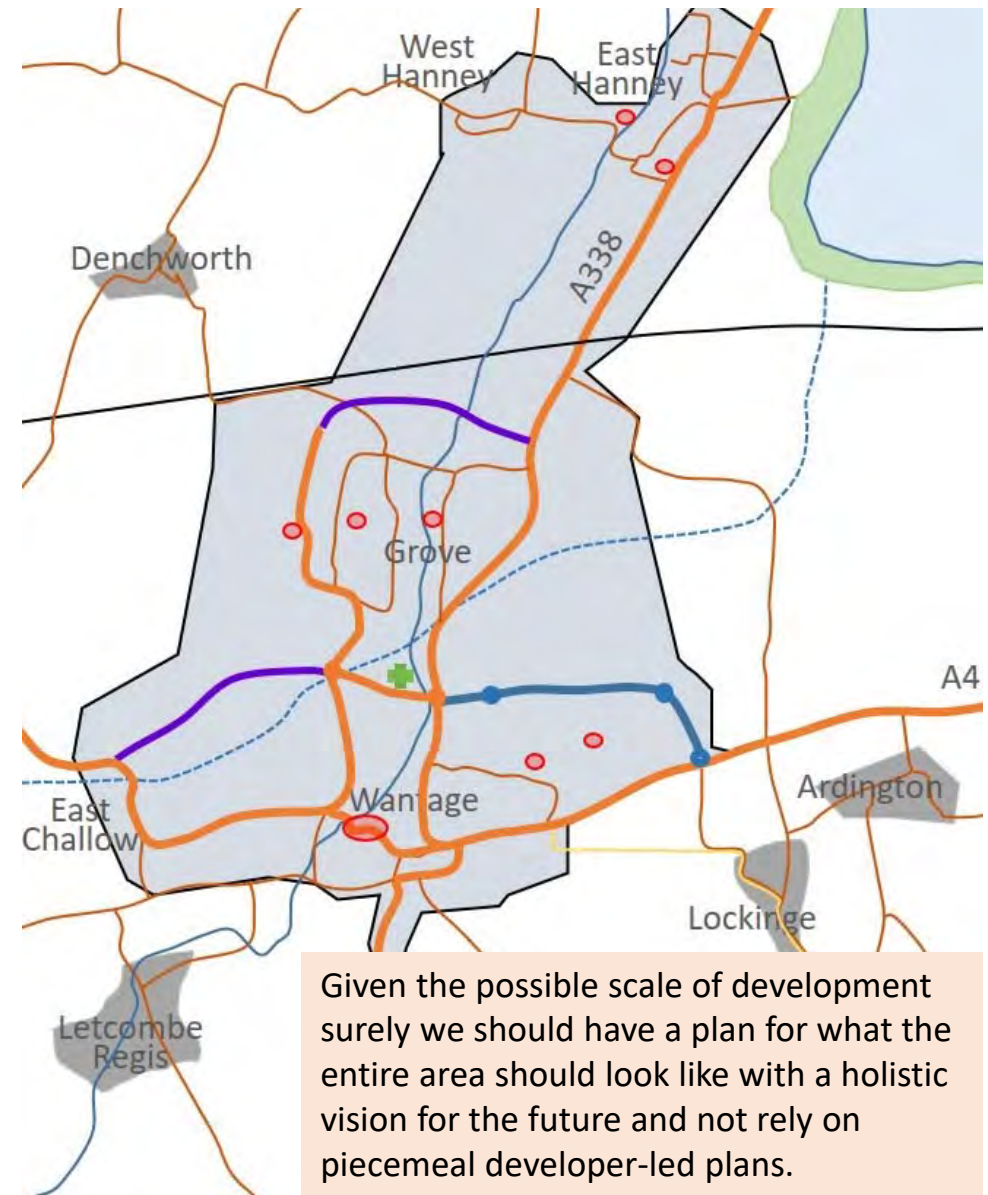 West
Hanney
East
Hanney
Denchworth
A338
Grove
A4
Wantage
East
Challow
Ardington
Lockinge
Letcombe
Regis
Given the possible scale of development
surely we should have a plan for what the
entire area should look like with a holistic
vision for the future and not rely on
piecemeal developer-led plans.